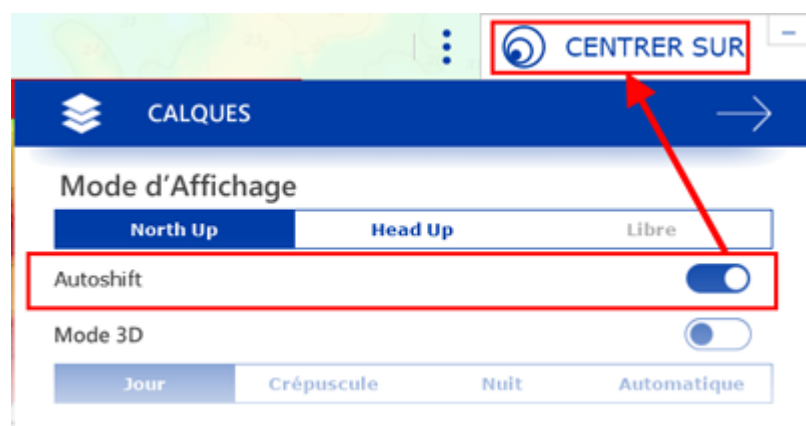 CENTRER SUR
CALQUES
Mode d'Affichage
North Up Head Up Libre
Autoshift
Mode 3D
Jour Crépuscule Nuit Automatique